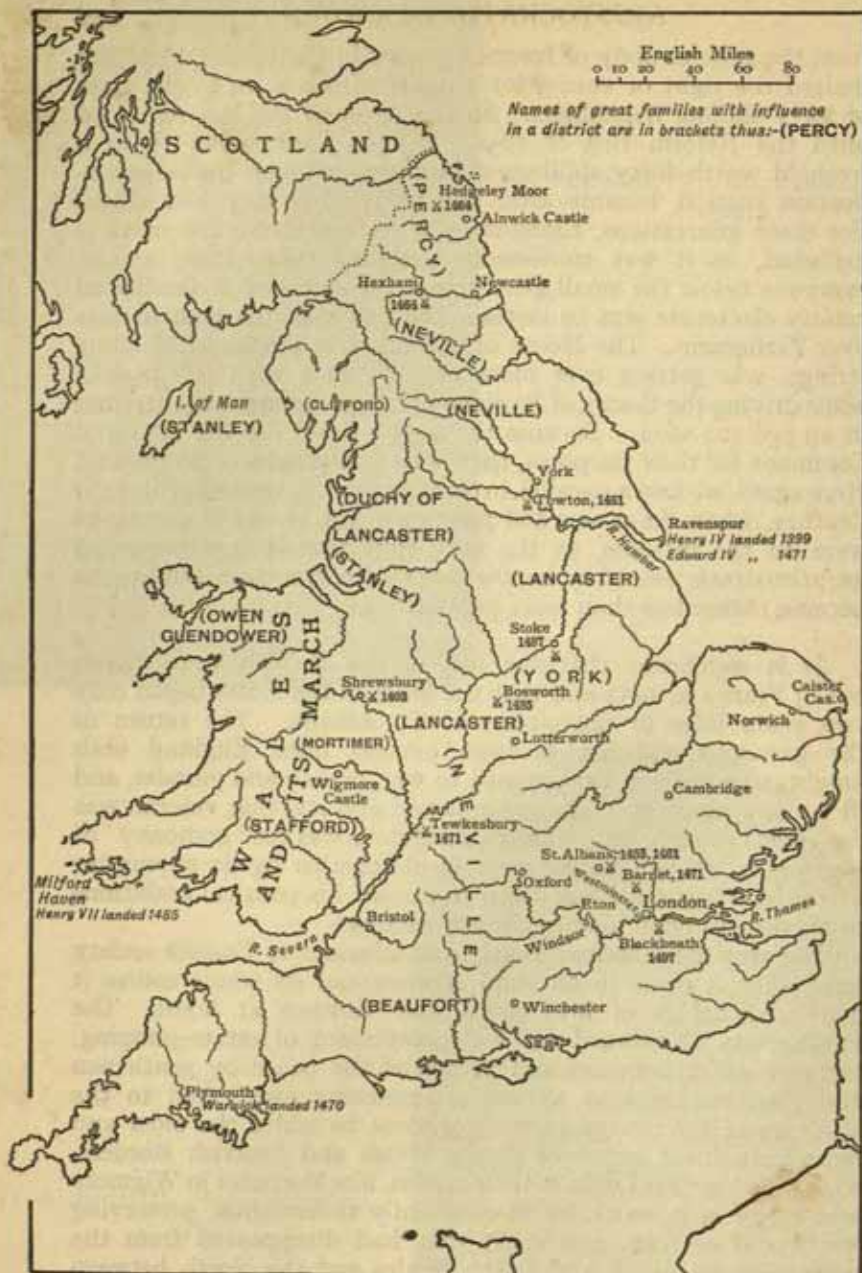 English Miles
0 10 20 40 60 80
Names of great families with influence
in a district are in brackets thus:-(PERCY)
SCOTLAND
(PERCY)
Hedgeley Moor
1464
Alnwick Castle
Hexham
1464
Newcastle
(NEVILLE)
I. of Man
(STANLEY)
(CLIFFORD)
(NEVILLE)
York
Towton, 1461
(DUCHY OF
LANCASTER)
(STANLEY)
R. Humber
Ravenspur
Henry IV landed 1399
Edward IV „ 1471
(LANCASTER)
(OWEN
GLENDOWER)
Stoke
1487
(YORK)
WALES
AND ITS MARCH
Shrewsbury
1403
Bosworth
1485
(LANCASTER)
Lutterworth
Caister
Cas.
Norwich
(MORTIMER)
Wigmore
Castle
(NEVILLE)
Cambridge
(STAFFORD)
Tewkesbury
1471
St. Albans, 1455, 1461
Barnet, 1471
Oxford
Westminster
London
Eton
R. Thames
Windsor
Blackheath
1497
Milford
Haven
Henry VII landed 1485
Bristol
R. Severn
(BEAUFORT)
Winchester
Plymouth
Warwick landed 1470